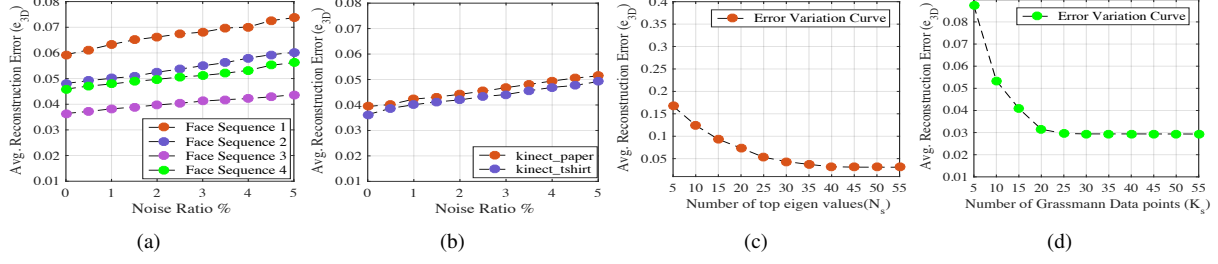 Avg. Reconstruction Error (e3D)
0.08
0.07
0.06
0.05
0.04
0.03
0.02
0.01
0 1 2 3 4 5
Noise Ratio %
Face Sequence 1
Face Sequence 2
Face Sequence 3
Face Sequence 4
(a)
Avg. Reconstruction Error (e3D)
0.08
0.07
0.06
0.05
0.04
0.03
0.02
0.01
0 1 2 3 4 5
Noise Ratio %
kinect_paper
kinect_tshirt
(b)
Avg. Reconstruction Error (e3D)
0.4
0.35
0.3
0.25
0.2
0.15
0.1
0.05
5 10 15 20 25 30 35 40 45 50 55
Number of top eigen values(Ns)
Error Variation Curve
(c)
Avg. Reconstruction Error (e3D)
0.09
0.08
0.07
0.06
0.05
0.04
0.03
0.02
0.01
5 10 15 20 25 30 35 40 45 50 55
Number of Grassmann Data points (Ks)
Error Variation Curve
(d)